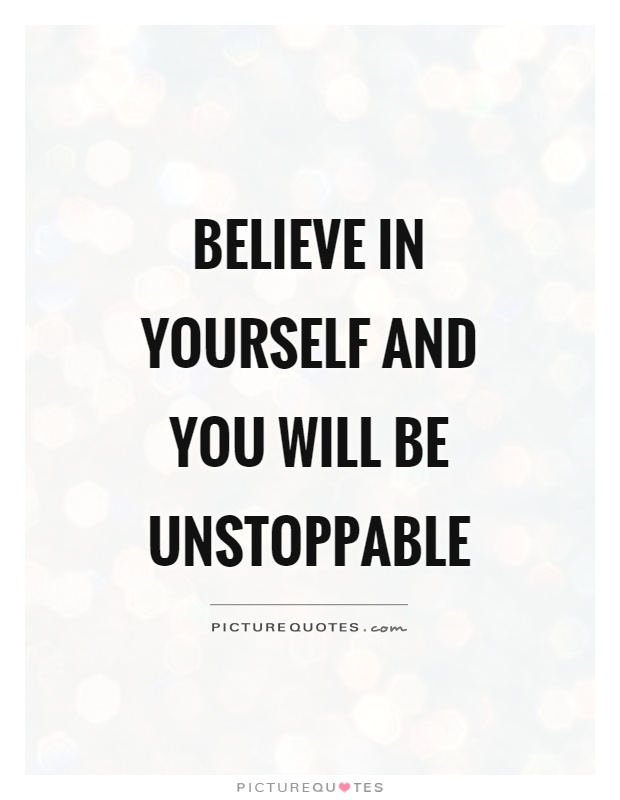 BELIEVE IN
YOURSELF AND
YOU WILL BE
UNSTOPPABLE
PICTUREQUOTES.com
PICTUREQUOTES